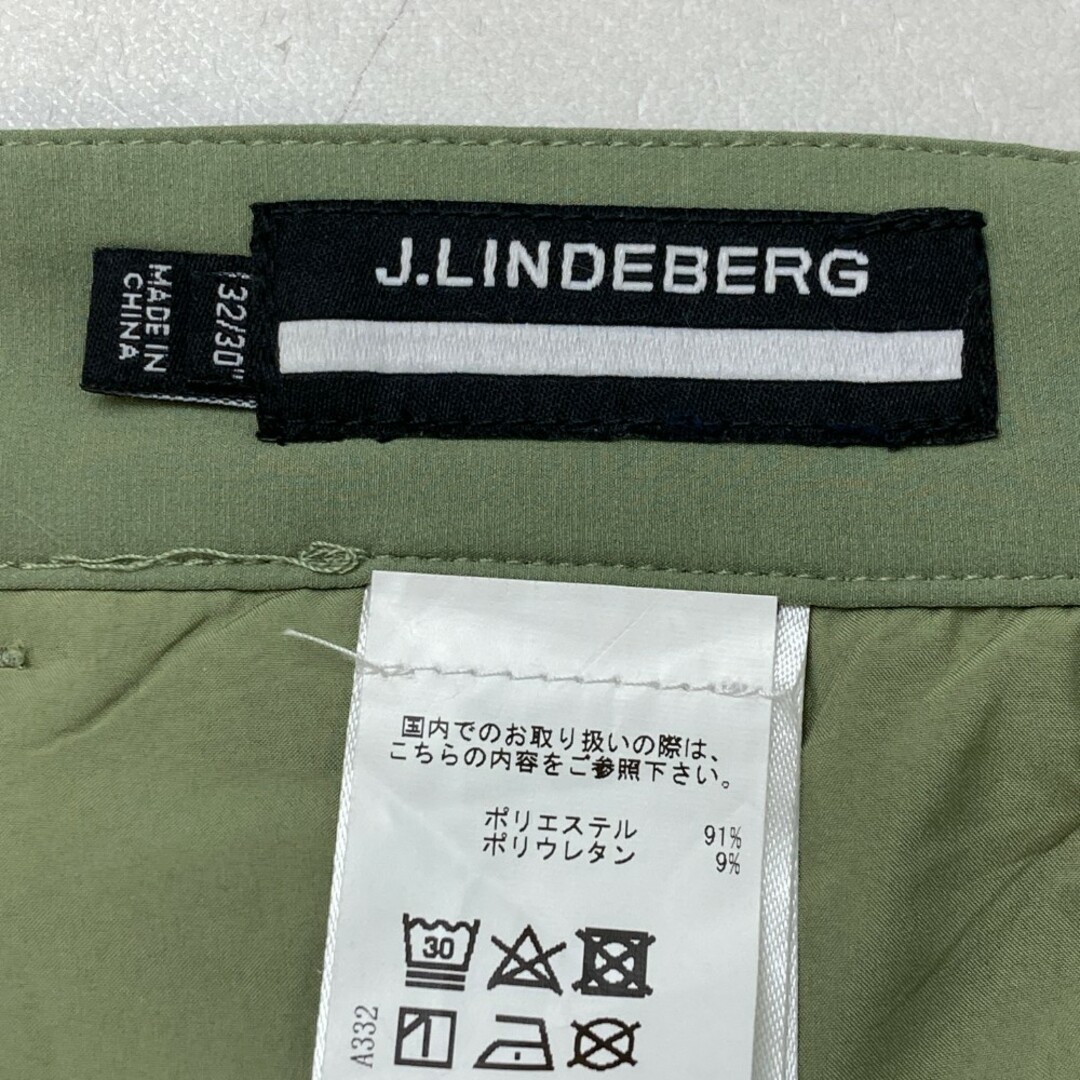 J.LINDEBERG
32/30"
MADE IN
CHINA
国内でのお取り扱いの際は、
こちらの内容をご参照下さい。
ポリエステル 91%
ポリウレタン 9%
30
A332